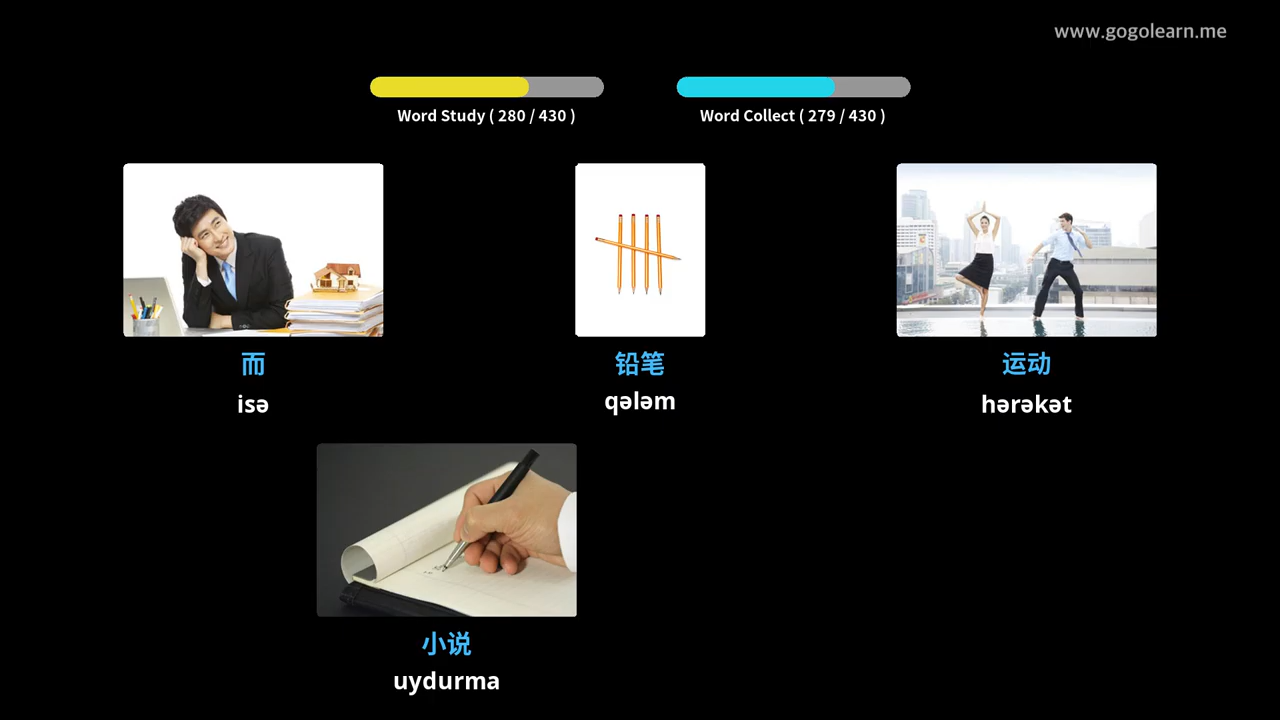 www.gogolearn.me
Word Study ( 280 / 430 )
Word Collect ( 279 / 430 )
而
isə
铅笔
qələm
运动
hərəkət
小说
uydurma